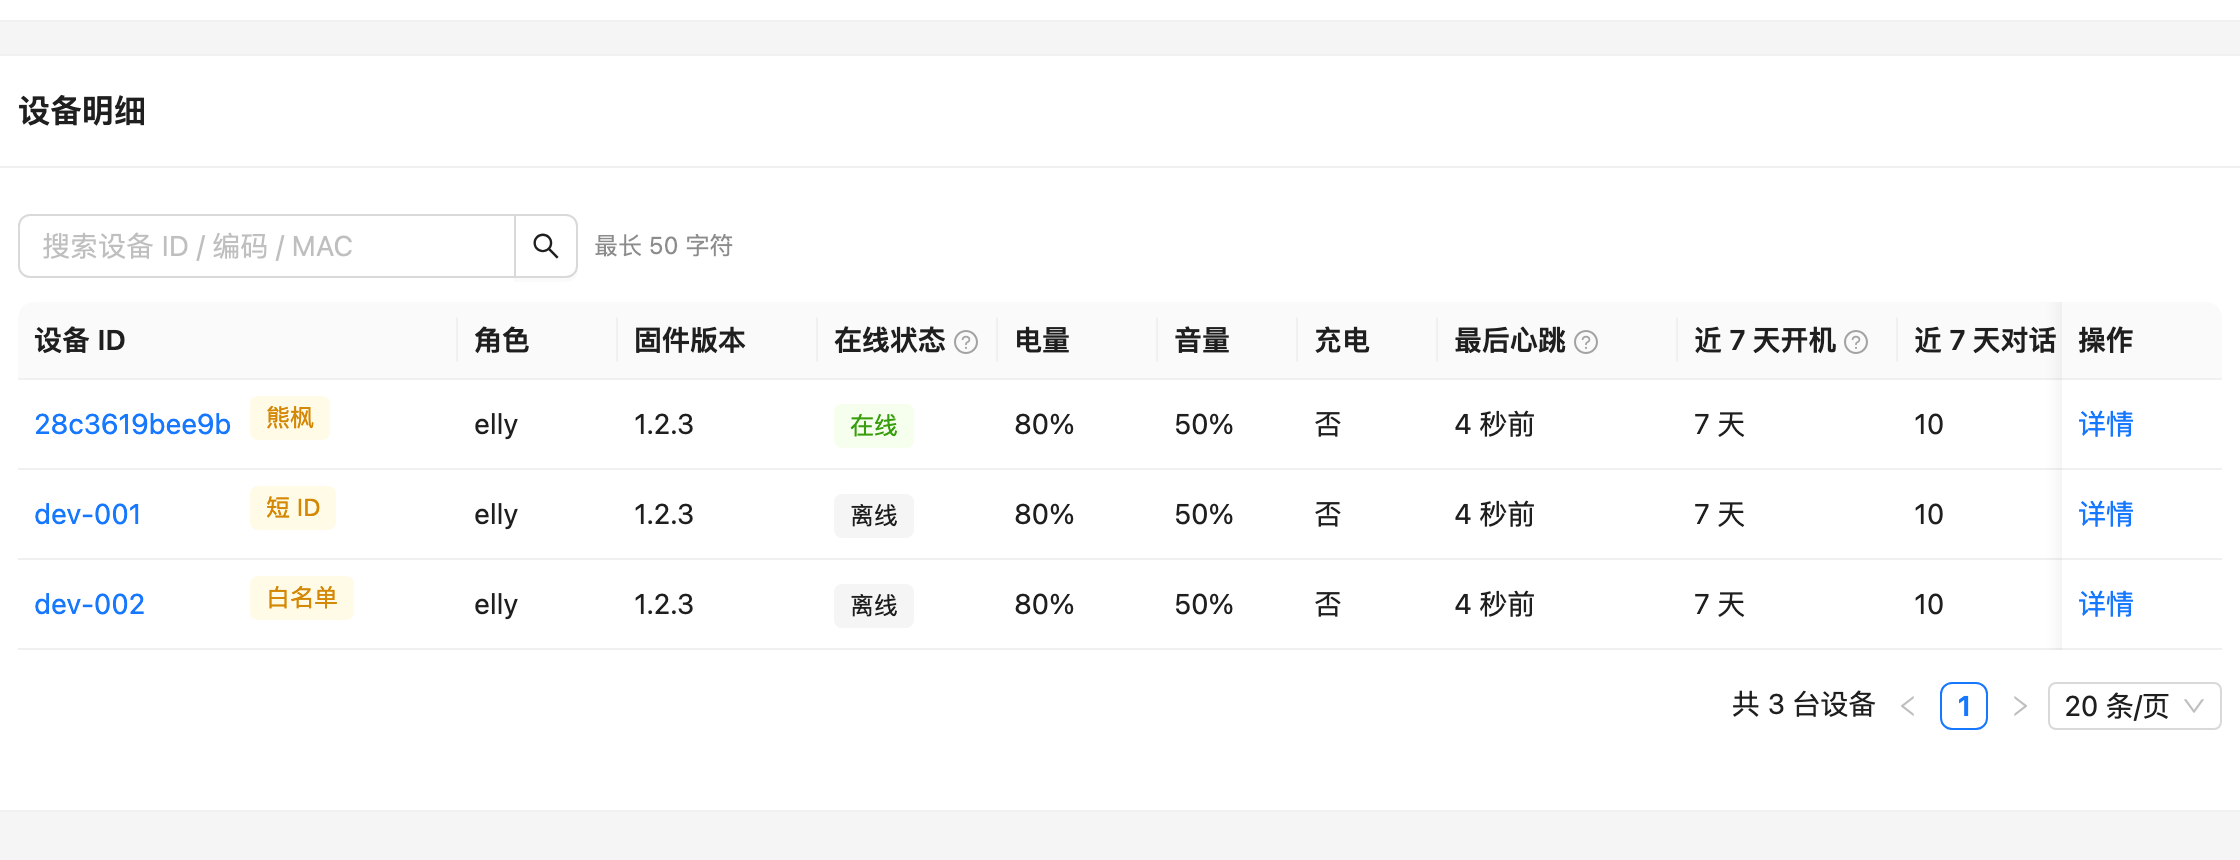 设备明细
搜索设备 ID / 编码 / MAC 最长 50 字符
设备 ID 角色 固件版本 在线状态 ? 电量 音量 充电 最后心跳 ? 近 7 天开机 ? 近 7 天对话 操作
28c3619bee9b 熊枫 elly 1.2.3 在线 80% 50% 否 4 秒前 7 天 10 详情
dev-001 短 ID elly 1.2.3 离线 80% 50% 否 4 秒前 7 天 10 详情
dev-002 白名单 elly 1.2.3 离线 80% 50% 否 4 秒前 7 天 10 详情
共 3 台设备 < 1 > 20 条/页